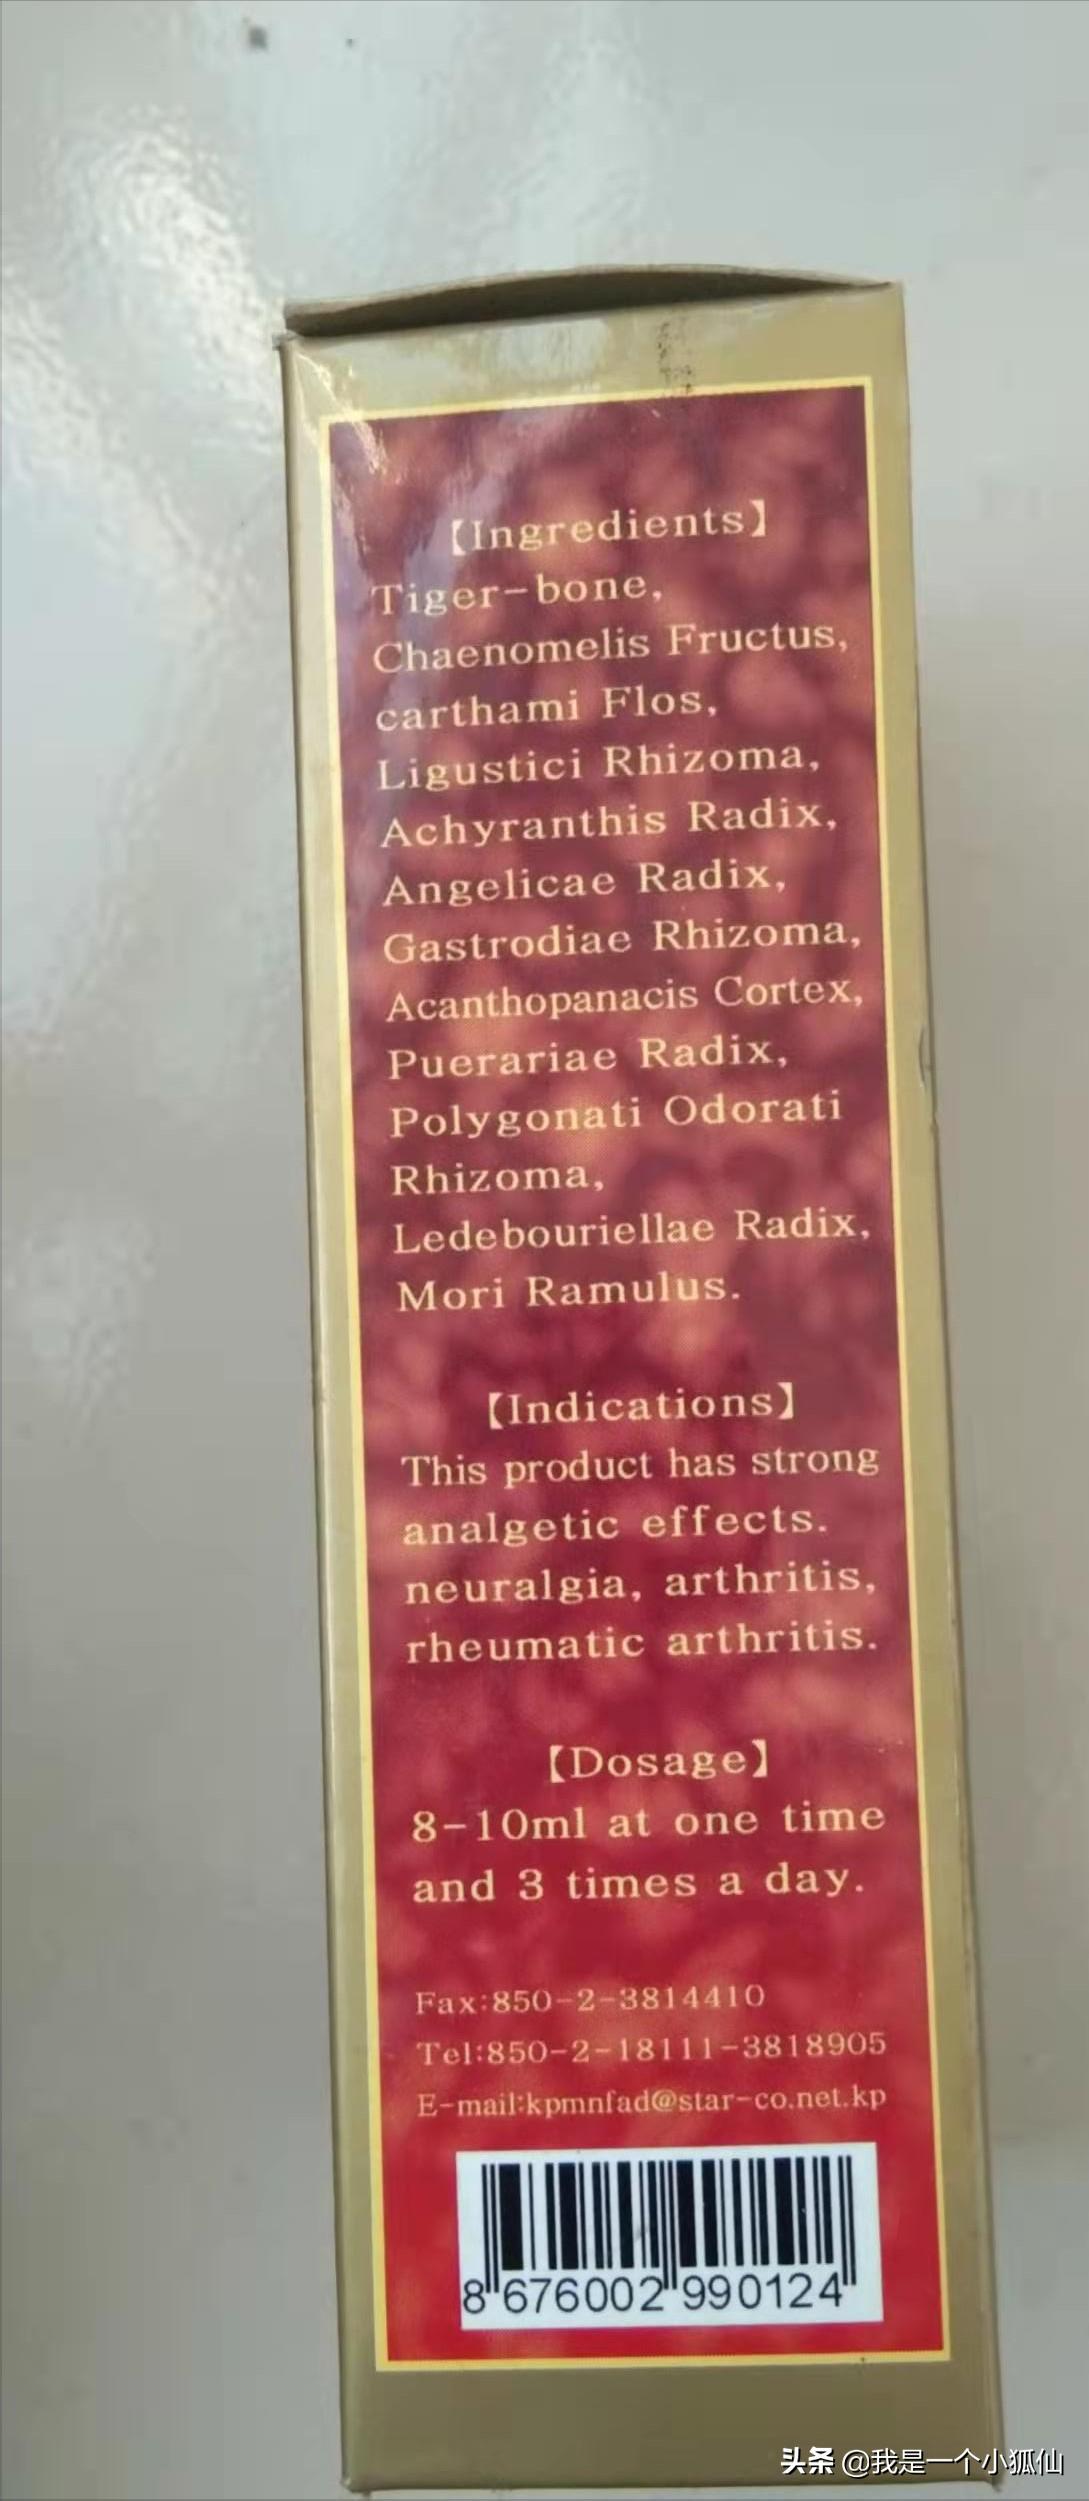 【Ingredients】
Tiger-bone,
Chaenomelis Fructus,
carthami Flos,
Ligustici Rhizoma,
Achyranthis Radix,
Angelicae Radix,
Gastrodiae Rhizoma,
Acanthopanacis Cortex,
Puerariae Radix,
Polygonati Odorati
Rhizoma,
Ledebouriellae Radix,
Mori Ramulus.
【Indications】
This product has strong
analgetic effects.
neuralgia, arthritis,
rheumatic arthritis.
【Dosage】
8-10ml at one time
and 3 times a day.
Fax:850-2-3814410
Tel:850-2-18111-3818905
E-mail:kpmnfad@star-co.net.kp
8 676002 990124
头条 @我是一个小狐仙